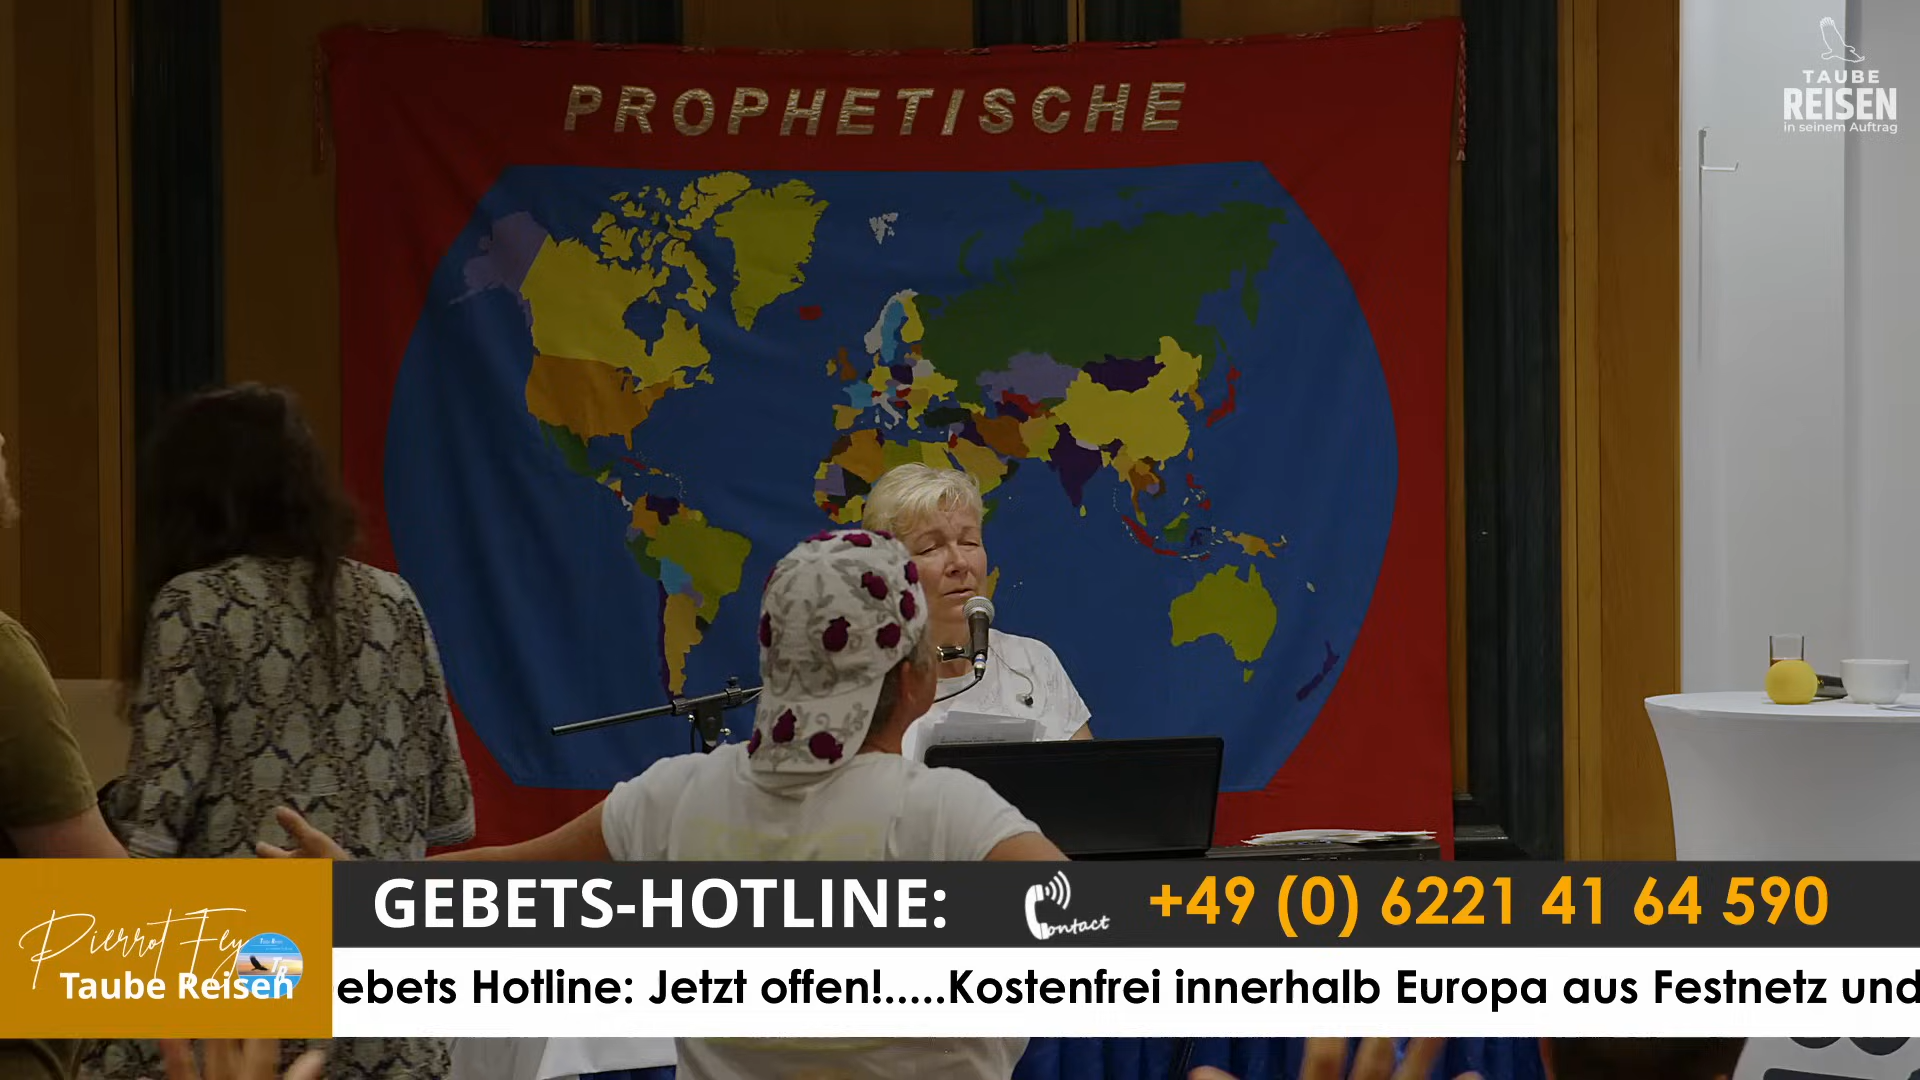 PROPHETISCHE
TAUBE
REISEN
in seinem Auftrag
GEBETS-HOTLINE:
contact
+49 (0) 6221 41 64 590
Pierrot Fey
Taube Reisen
ebets Hotline: Jetzt offen!.....Kostenfrei innerhalb Europa aus Festnetz und